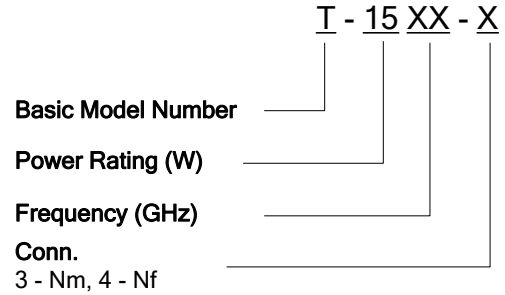 T - 15 XX - X
Basic Model Number
Power Rating (W)
Frequency (GHz)
Conn.
3 - Nm, 4 - Nf